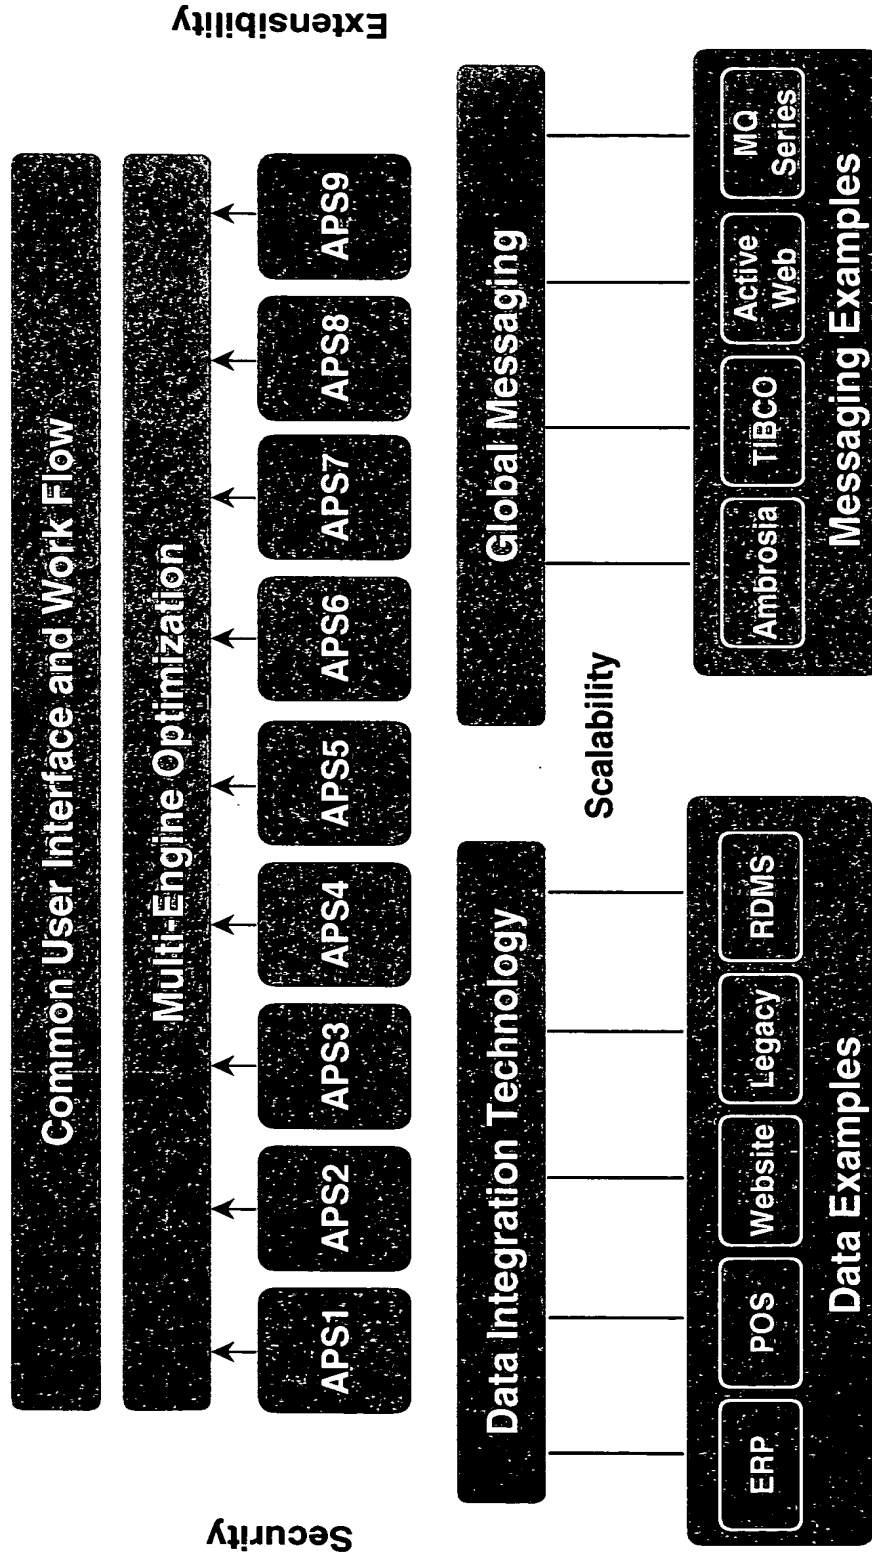 Common User Interface and Work Flow
Multi-Engine Optimization
Security
Extensibility
APS1
APS2
APS3
APS4
APS5
APS6
APS7
APS8
APS9
Data Integration Technology
Global Messaging
Scalability
ERP
POS
Website
Legacy
RDMS
Data Examples
Ambrosia
TIBCO
Active
Web
MQ
Series
Messaging Examples